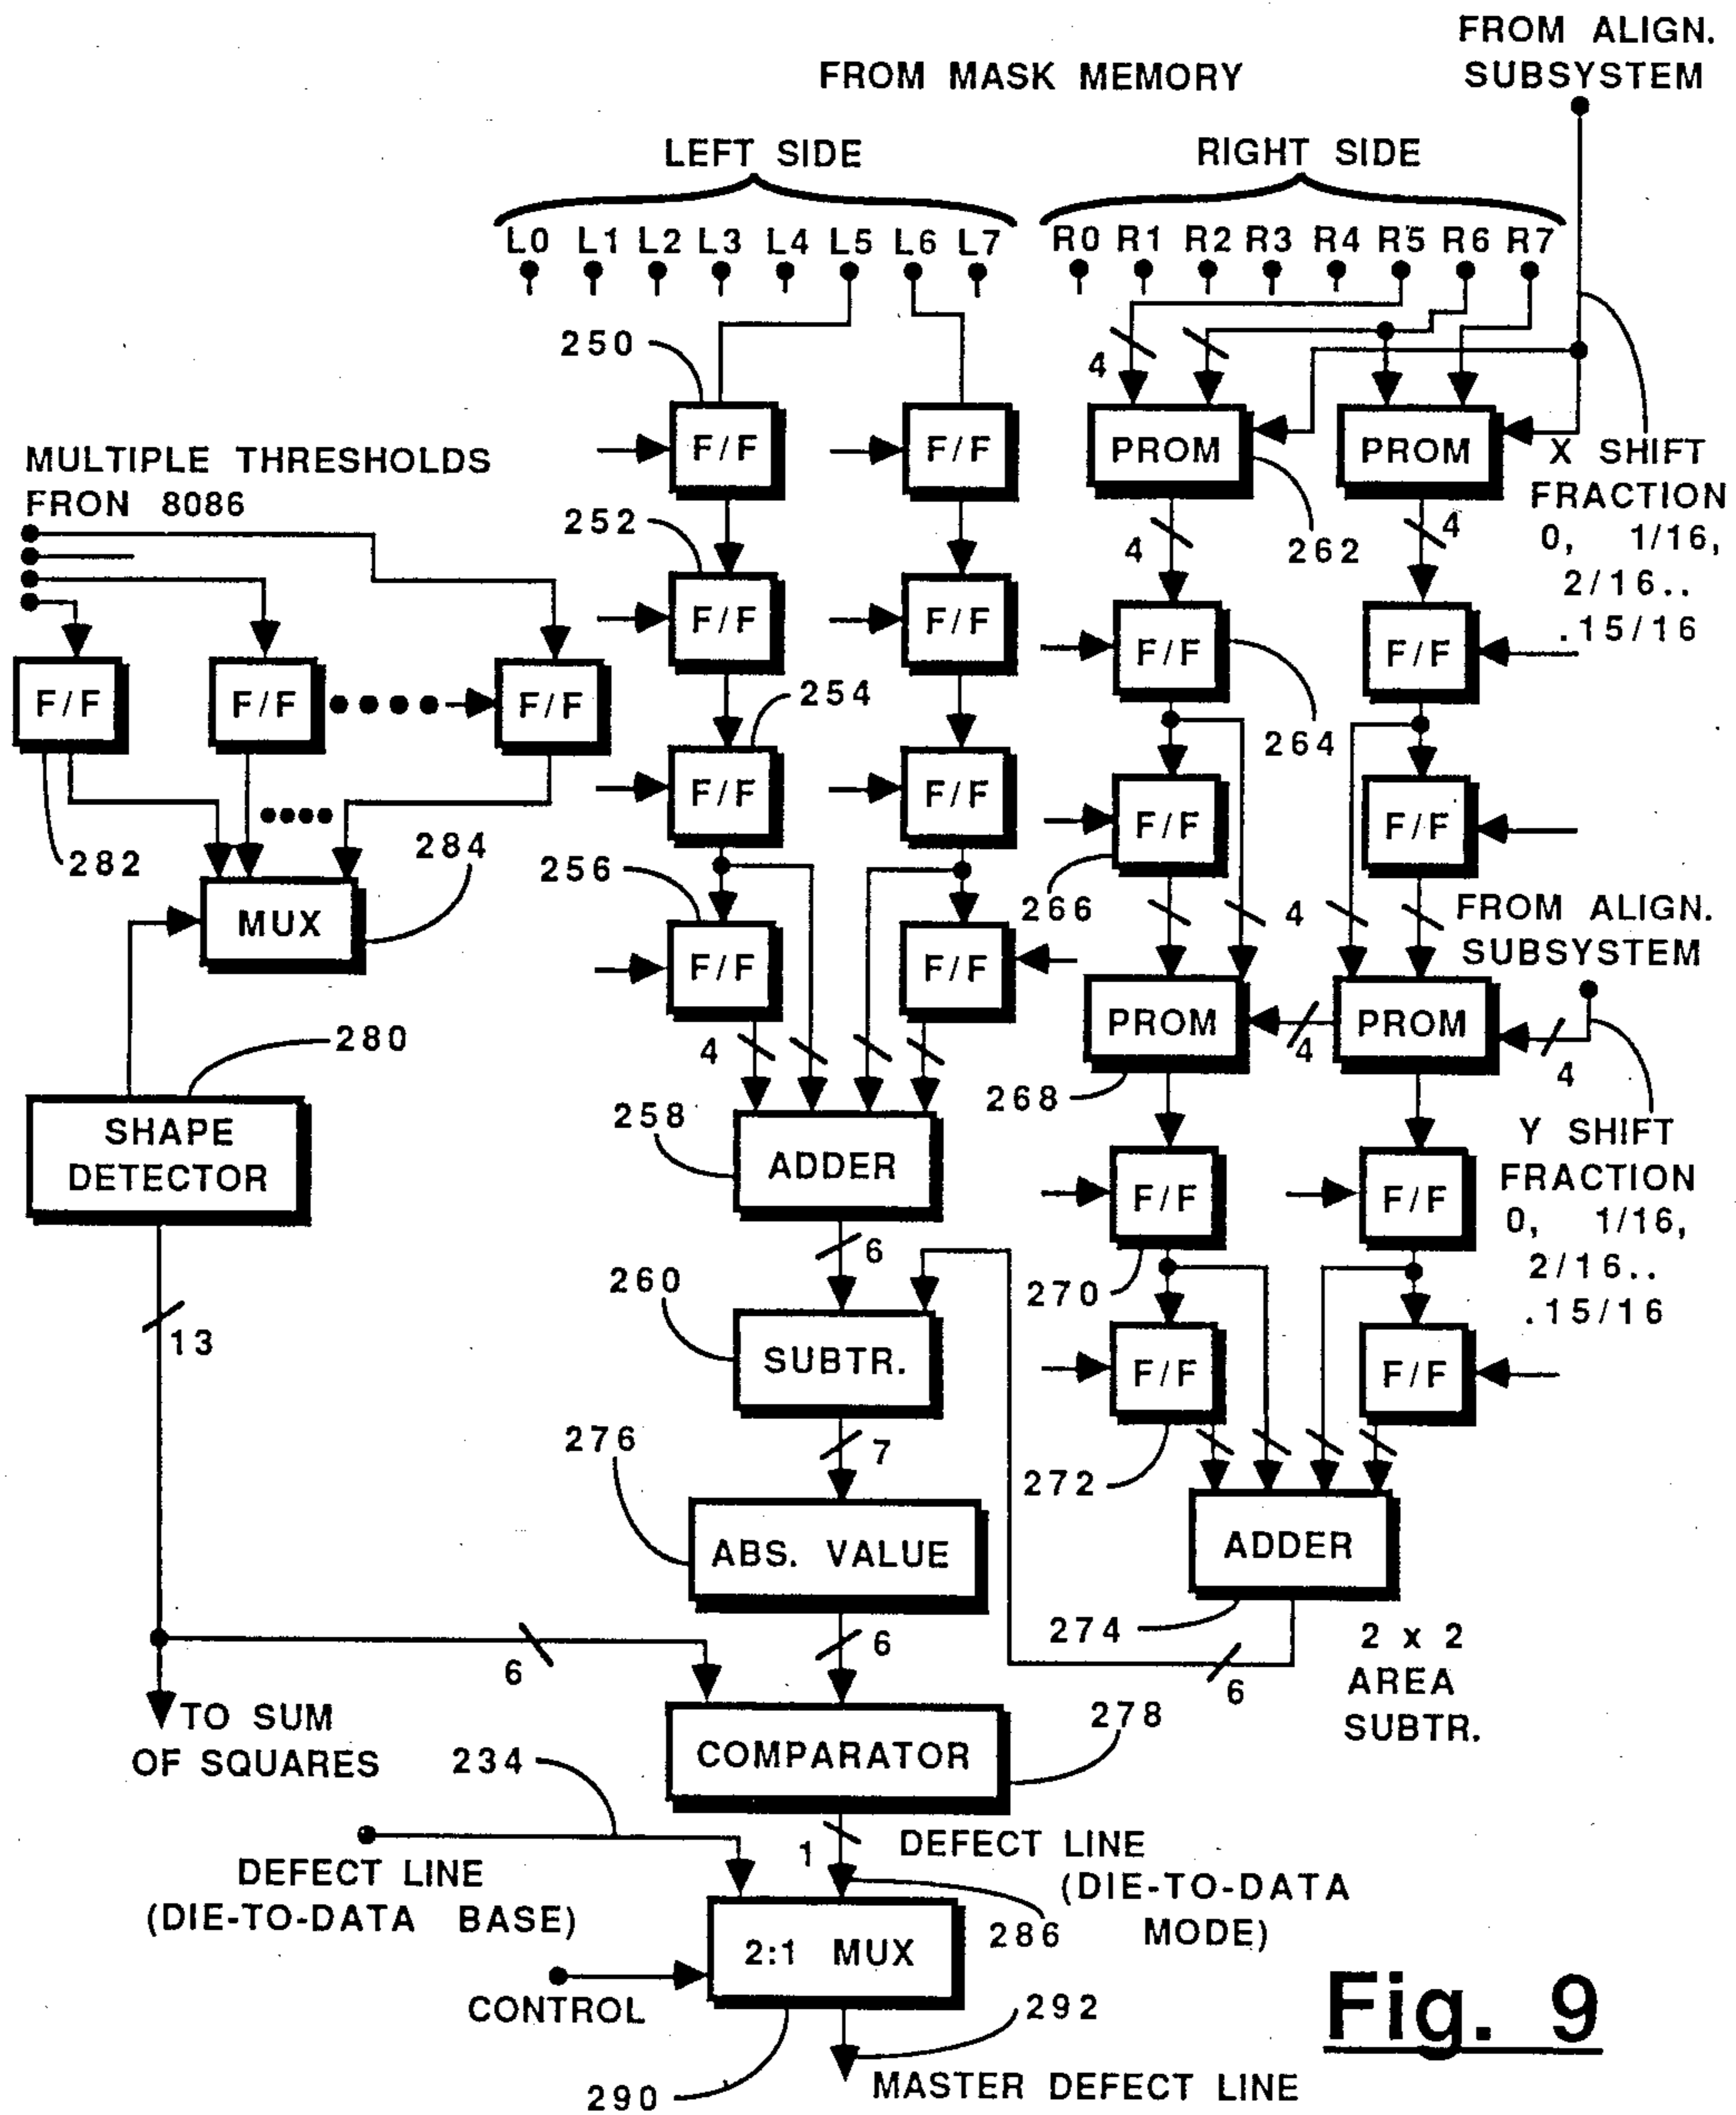 FROM ALIGN.
SUBSYSTEM
FROM MASK MEMORY
LEFT SIDE
RIGHT SIDE
L0 L1 L2 L3 L4 L5 L6 L7
R0 R1 R2 R3 R4 R5 R6 R7
250
4
F/F
F/F
PROM
PROM
X SHIFT
FRACTION
0, 1/16,
2/16..
.15/16
MULTIPLE THRESHOLDS
FRON 8086
252
4
262
4
F/F
F/F
F/F
F/F
F/F
F/F
F/F
254
264
F/F
F/F
F/F
F/F
282
284
256
266
4
MUX
F/F
F/F
FROM ALIGN.
SUBSYSTEM
PROM
PROM
4
4
4
280
268
SHAPE
DETECTOR
258
ADDER
Y SHIFT
FRACTION
0, 1/16,
2/16..
.15/16
F/F
F/F
6
260
270
13
SUBTR.
F/F
F/F
276
7
272
ABS. VALUE
ADDER
274
2 x 2
AREA
SUBTR.
6
6
6
TO SUM
OF SQUARES
278
COMPARATOR
234
1
DEFECT LINE
(DIE-TO-DATA
MODE)
DEFECT LINE
(DIE-TO-DATA BASE)
286
2:1 MUX
CONTROL
292
290
MASTER DEFECT LINE
Fig. 9